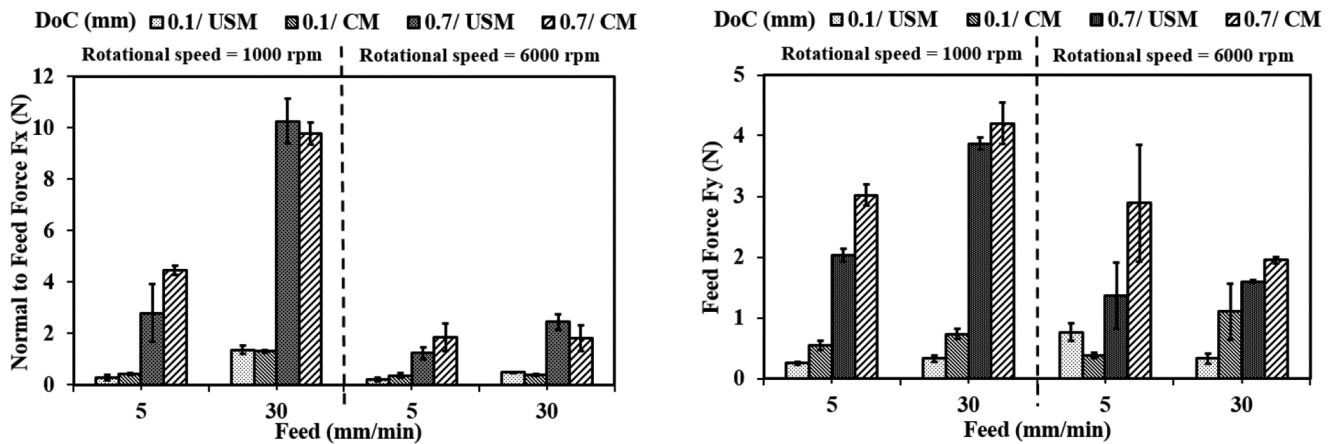 DoC (mm) 0.1/ USM 0.1/ CM 0.7/ USM 0.7/ CM
Rotational speed = 1000 rpm Rotational speed = 6000 rpm
Normal to Feed Force Fx (N)
12
10
8
6
4
2
0
5 30 5 30
Feed (mm/min)
DoC (mm) 0.1/ USM 0.1/ CM 0.7/ USM 0.7/ CM
Rotational speed = 1000 rpm Rotational speed = 6000 rpm
Feed Force Fy (N)
5
4
3
2
1
0
5 30 5 30
Feed (mm/min)